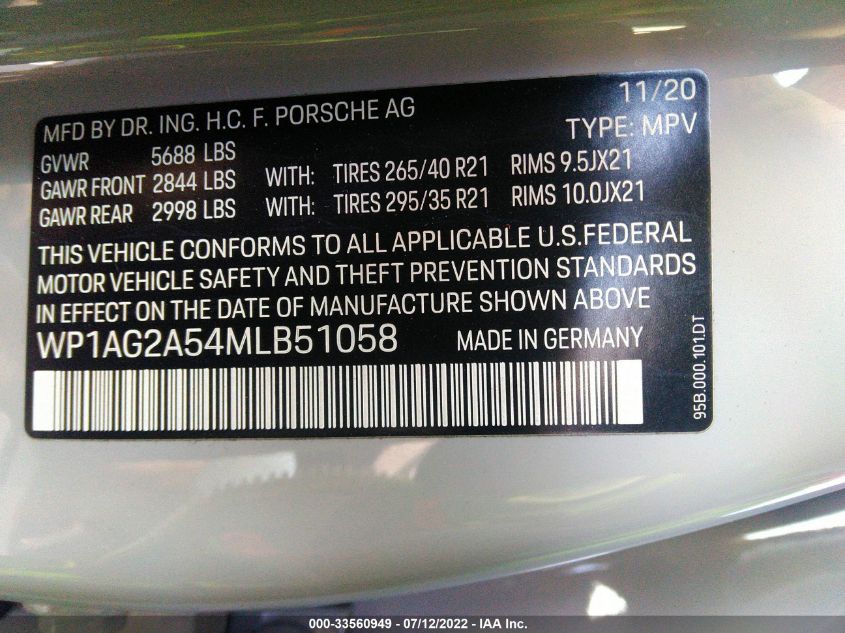 MFD BY DR. ING. H.C. F. PORSCHE AG 11/20
TYPE: MPV
GVWR 5688 LBS
GAWR FRONT 2844 LBS WITH: TIRES 265/40 R21 RIMS 9.5JX21
GAWR REAR 2998 LBS WITH: TIRES 295/35 R21 RIMS 10.0JX21
THIS VEHICLE CONFORMS TO ALL APPLICABLE U.S.FEDERAL
MOTOR VEHICLE SAFETY AND THEFT PREVENTION STANDARDS
IN EFFECT ON THE DATE OF MANUFACTURE SHOWN ABOVE
WP1AG2A54MLB51058 MADE IN GERMANY
95B.000.101.DT
000-33560949 - 07/12/2022 - IAA Inc.